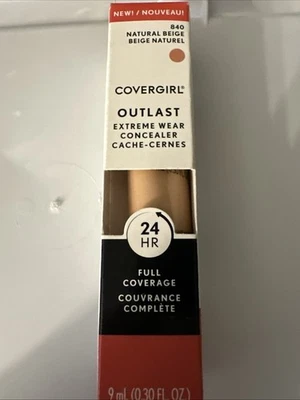 NEW! / NOUVEAU!
840
NATURAL BEIGE
BEIGE NATUREL
COVERGIRL®
OUTLAST
EXTREME WEAR
CONCEALER
CACHE-CERNES
24
HR
FULL
COVERAGE
COUVRANCE
COMPLÈTE
9 mL (0.30 FL. OZ.)